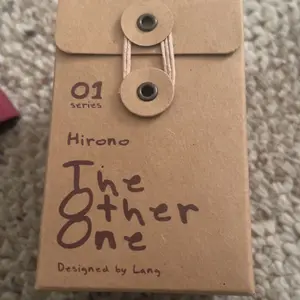 01
series
Hirono
The
Other
One
Designed by Lang